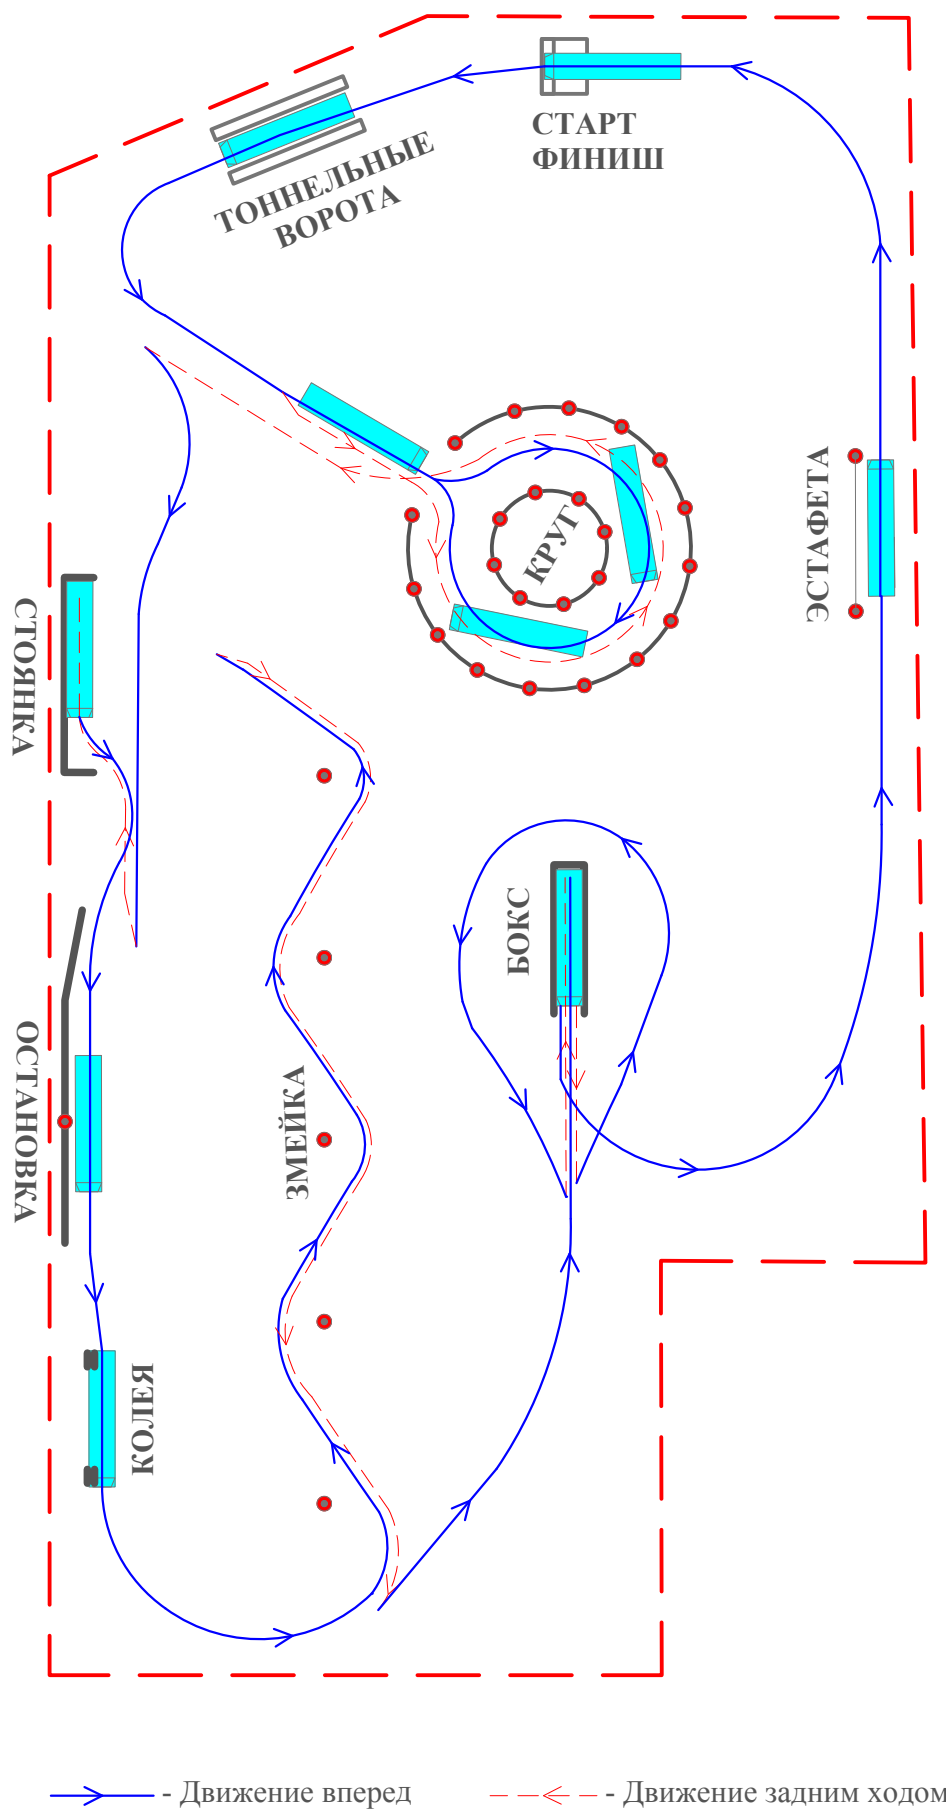 СТАРТ
ФИНИШ
ТОННЕЛЬНЫЕ
ВОРОТА
КРУГ
ЭСТАФЕТА
СТОЯНКА
БОКС
ОСТАНОВКА
ЗМЕЙКА
КОЛЕЯ
- Движение вперед
- Движение задним ходом